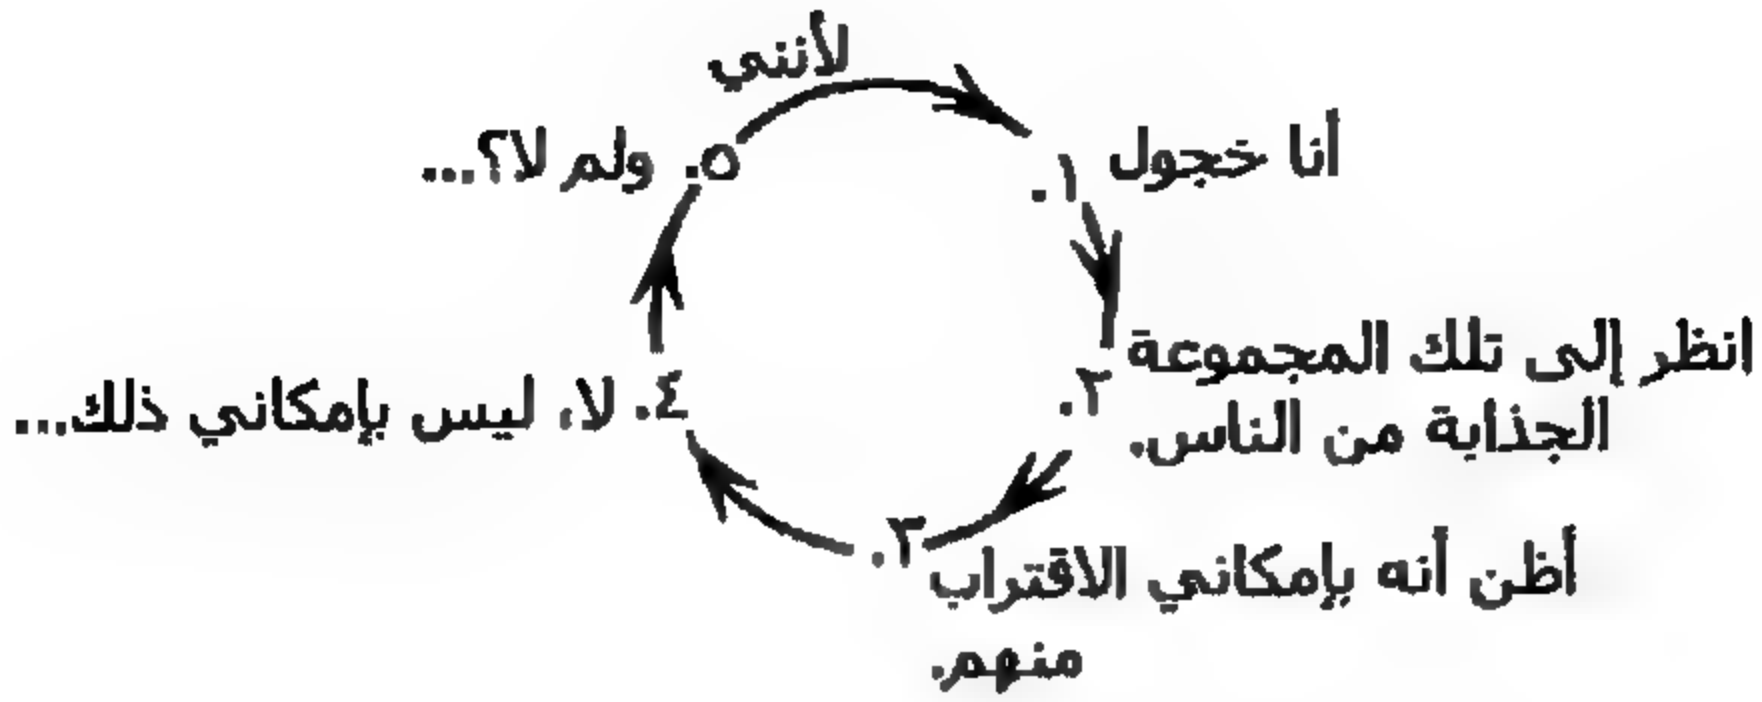 لأنني
١. أنا خجول
٢. انظر إلى تلك المجموعة
الجذابة من الناس.
٣. أظن أنه بإمكاني الاقتراب
منهم.
٤. لا، ليس بإمكاني ذلك...
٥. ولم لا؟...